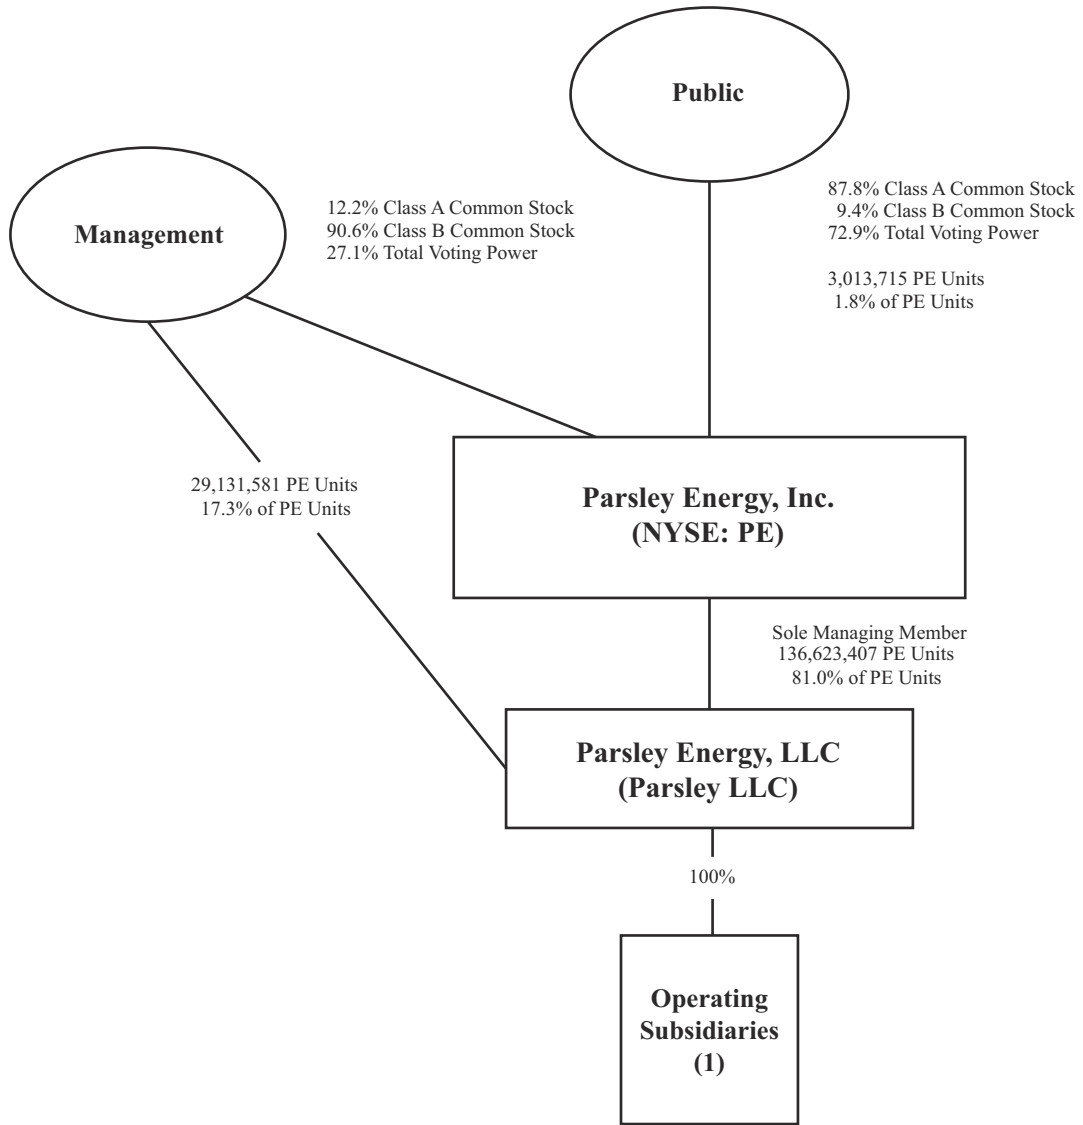 Public
87.8% Class A Common Stock
9.4% Class B Common Stock
72.9% Total Voting Power
3,013,715 PE Units
1.8% of PE Units
Management
12.2% Class A Common Stock
90.6% Class B Common Stock
27.1% Total Voting Power
29,131,581 PE Units
17.3% of PE Units
Parsley Energy, Inc.
(NYSE: PE)
Sole Managing Member
136,623,407 PE Units
81.0% of PE Units
Parsley Energy, LLC
(Parsley LLC)
100%
Operating
Subsidiaries
(1)